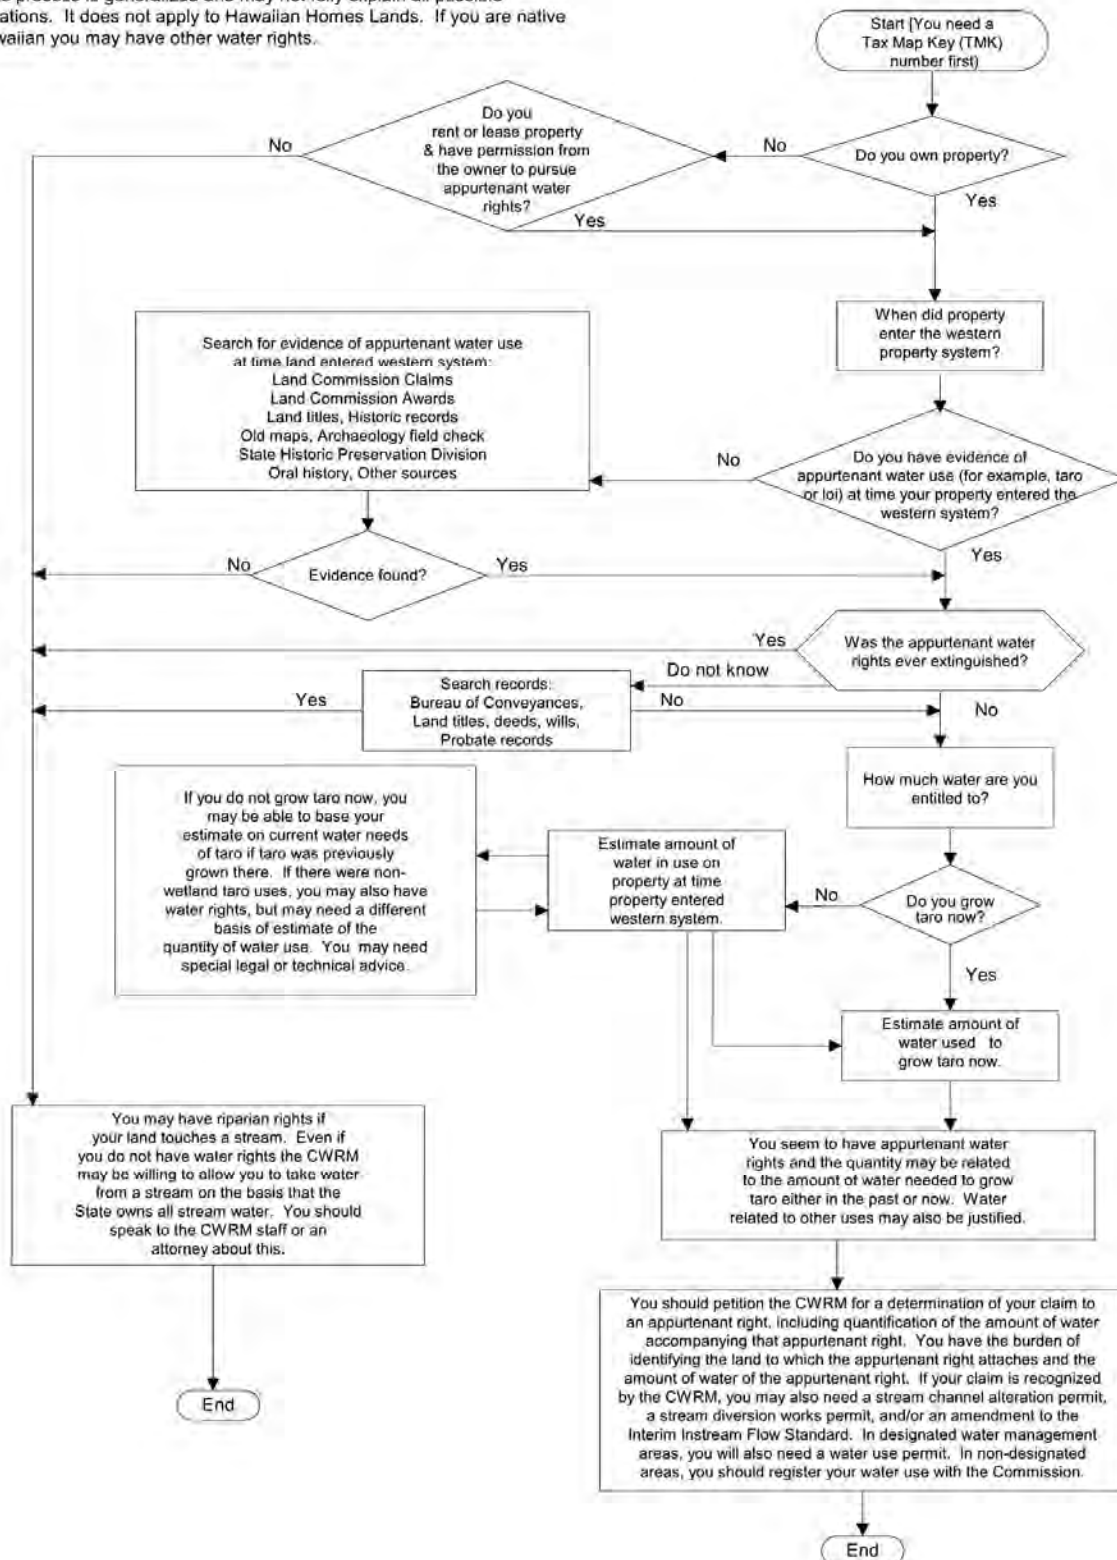 ations. It does not apply to Hawaiian Homes Lands. If you are native
waiian you may have other water rights.
Start (You need a
Tax Map Key (TMK)
number first)
Do you own property?
No
Yes
Do you
rent or lease property
& have permission from
the owner to pursue
appurtenant water
rights?
No
Yes
When did property
enter the western
property system?
Do you have evidence of
appurtenant water use (for example, taro
or loi) at time your property entered the
western system?
No
Yes
Search for evidence of appurtenant water use
at time land entered western system:
Land Commission Claims
Land Commission Awards
Land titles, Historic records
Old maps, Archaeology field check
State Historic Preservation Division
Oral history, Other sources
Evidence found?
No
Yes
Was the appurtenant water
rights ever extinguished?
Yes
Do not know
No
Search records:
Bureau of Conveyances,
Land titles, deeds, wills,
Probate records
Yes
No
How much water are you
entitled to?
Do you grow
taro now?
No
Yes
Estimate amount of
water in use on
property at time
property entered
western system.
If you do not grow taro now, you
may be able to base your
estimate on current water needs
of taro if taro was previously
grown there. If there were non-
wetland taro uses, you may also have
water rights, but may need a different
basis of estimate of the
quantity of water use. You may need
special legal or technical advice.
Estimate amount of
water used to
grow taro now.
You may have riparian rights if
your land touches a stream. Even if
you do not have water rights the CWRM
may be willing to allow you to take water
from a stream on the basis that the
State owns all stream water. You should
speak to the CWRM staff or an
attorney about this.
End
You seem to have appurtenant water
rights and the quantity may be related
to the amount of water needed to grow
taro either in the past or now. Water
related to other uses may also be justified.
You should petition the CWRM for a determination of your claim to
an appurtenant right, including quantification of the amount of water
accompanying that appurtenant right. You have the burden of
identifying the land to which the appurtenant right attaches and the
amount of water of the appurtenant right. If your claim is recognized
by the CWRM, you may also need a stream channel alteration permit,
a stream diversion works permit, and/or an amendment to the
Interim Instream Flow Standard. In designated water management
areas, you will also need a water use permit. In non-designated
areas, you should register your water use with the Commission.
End